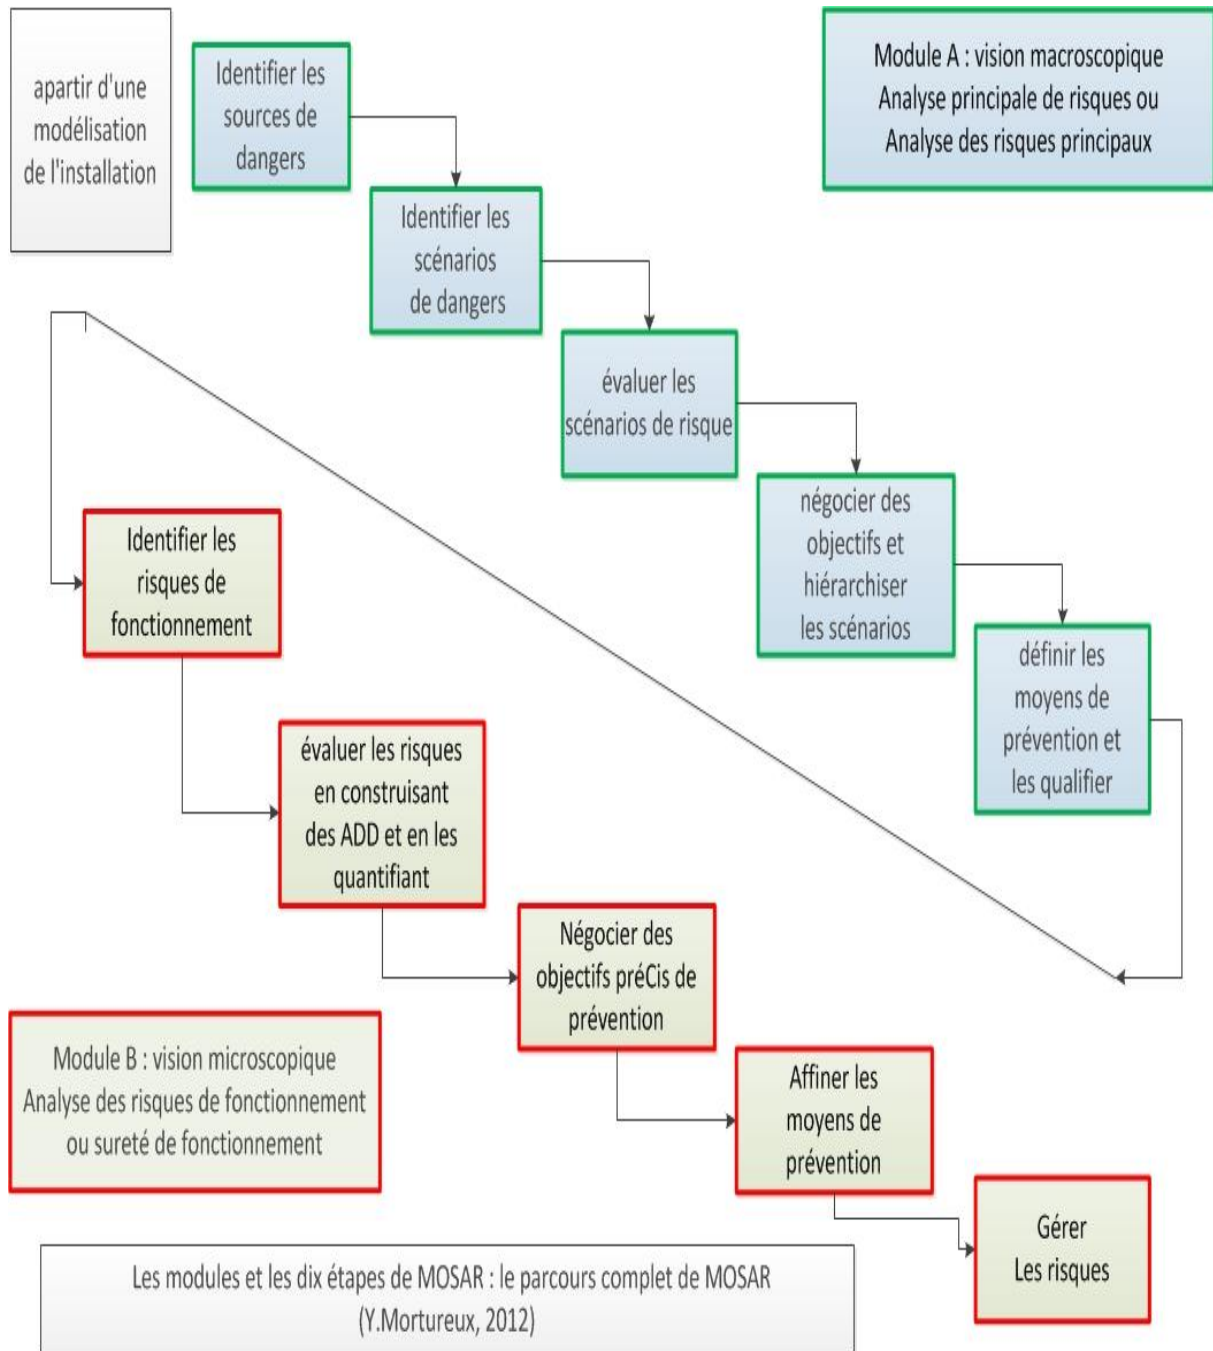 apartir d'une
modélisation
de l'installation
Identifier les
sources de
dangers
Module A : vision macroscopique
Analyse principale de risques ou
Analyse des risques principaux
Identifier les
scénarios
de dangers
évaluer les
scénarios de risque
négocier des
objectifs et
hiérarchiser
les scénarios
définir les
moyens de
prévention et
les qualifier
Identifier les
risques de
fonctionnement
évaluer les risques
en construisant
des ADD et en les
quantifiant
Négocier des
objectifs préCis de
prévention
Affiner les
moyens de
prévention
Gérer
Les risques
Module B : vision microscopique
Analyse des risques de fonctionnement
ou sureté de fonctionnement
Les modules et les dix étapes de MOSAR : le parcours complet de MOSAR
(Y.Mortureux, 2012)